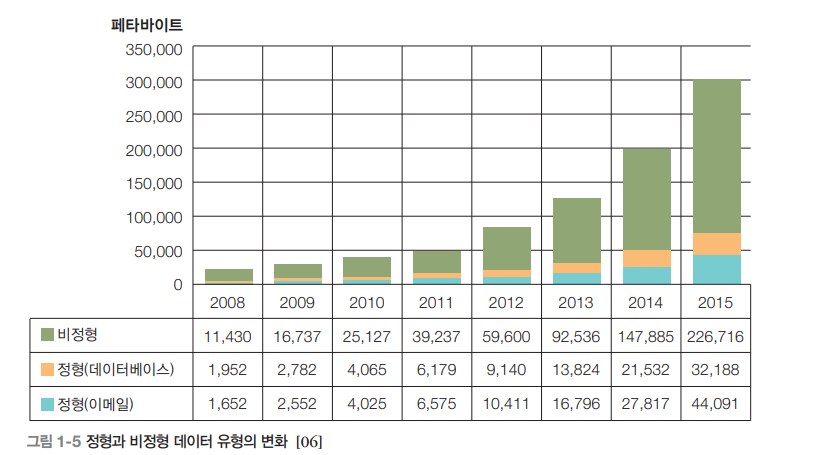 페타바이트
350,000
300,000
250,000
200,000
150,000
100,000
50,000
0
2008 2009 2010 2011 2012 2013 2014 2015
비정형 11,430 16,737 25,127 39,237 59,600 92,536 147,885 226,716
정형(데이터베이스) 1,952 2,782 4,065 6,179 9,140 13,824 21,532 32,188
정형(이메일) 1,652 2,552 4,025 6,575 10,411 16,796 27,817 44,091
그림 1-5 정형과 비정형 데이터 유형의 변화 [06]